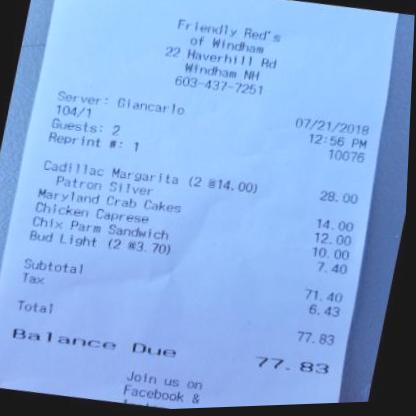 Friendly Red's
of Windham
22 Haverhill Rd
Windham NH
603-437-7251
Server: Giancarlo 07/21/2018
104/1 12:56 PM
Guests: 2 10076
Reprint #: 1
Cadillac Margarita (2 @14.00) 28.00
Patron Silver
Maryland Crab Cakes 14.00
Chicken Caprese 12.00
Chix Parm Sandwich 10.00
Bud Light (2 @3.70) 7.40
Subtotal 71.40
Tax 6.43
Total 77.83
Balance Due 77.83
Join us on
Facebook &